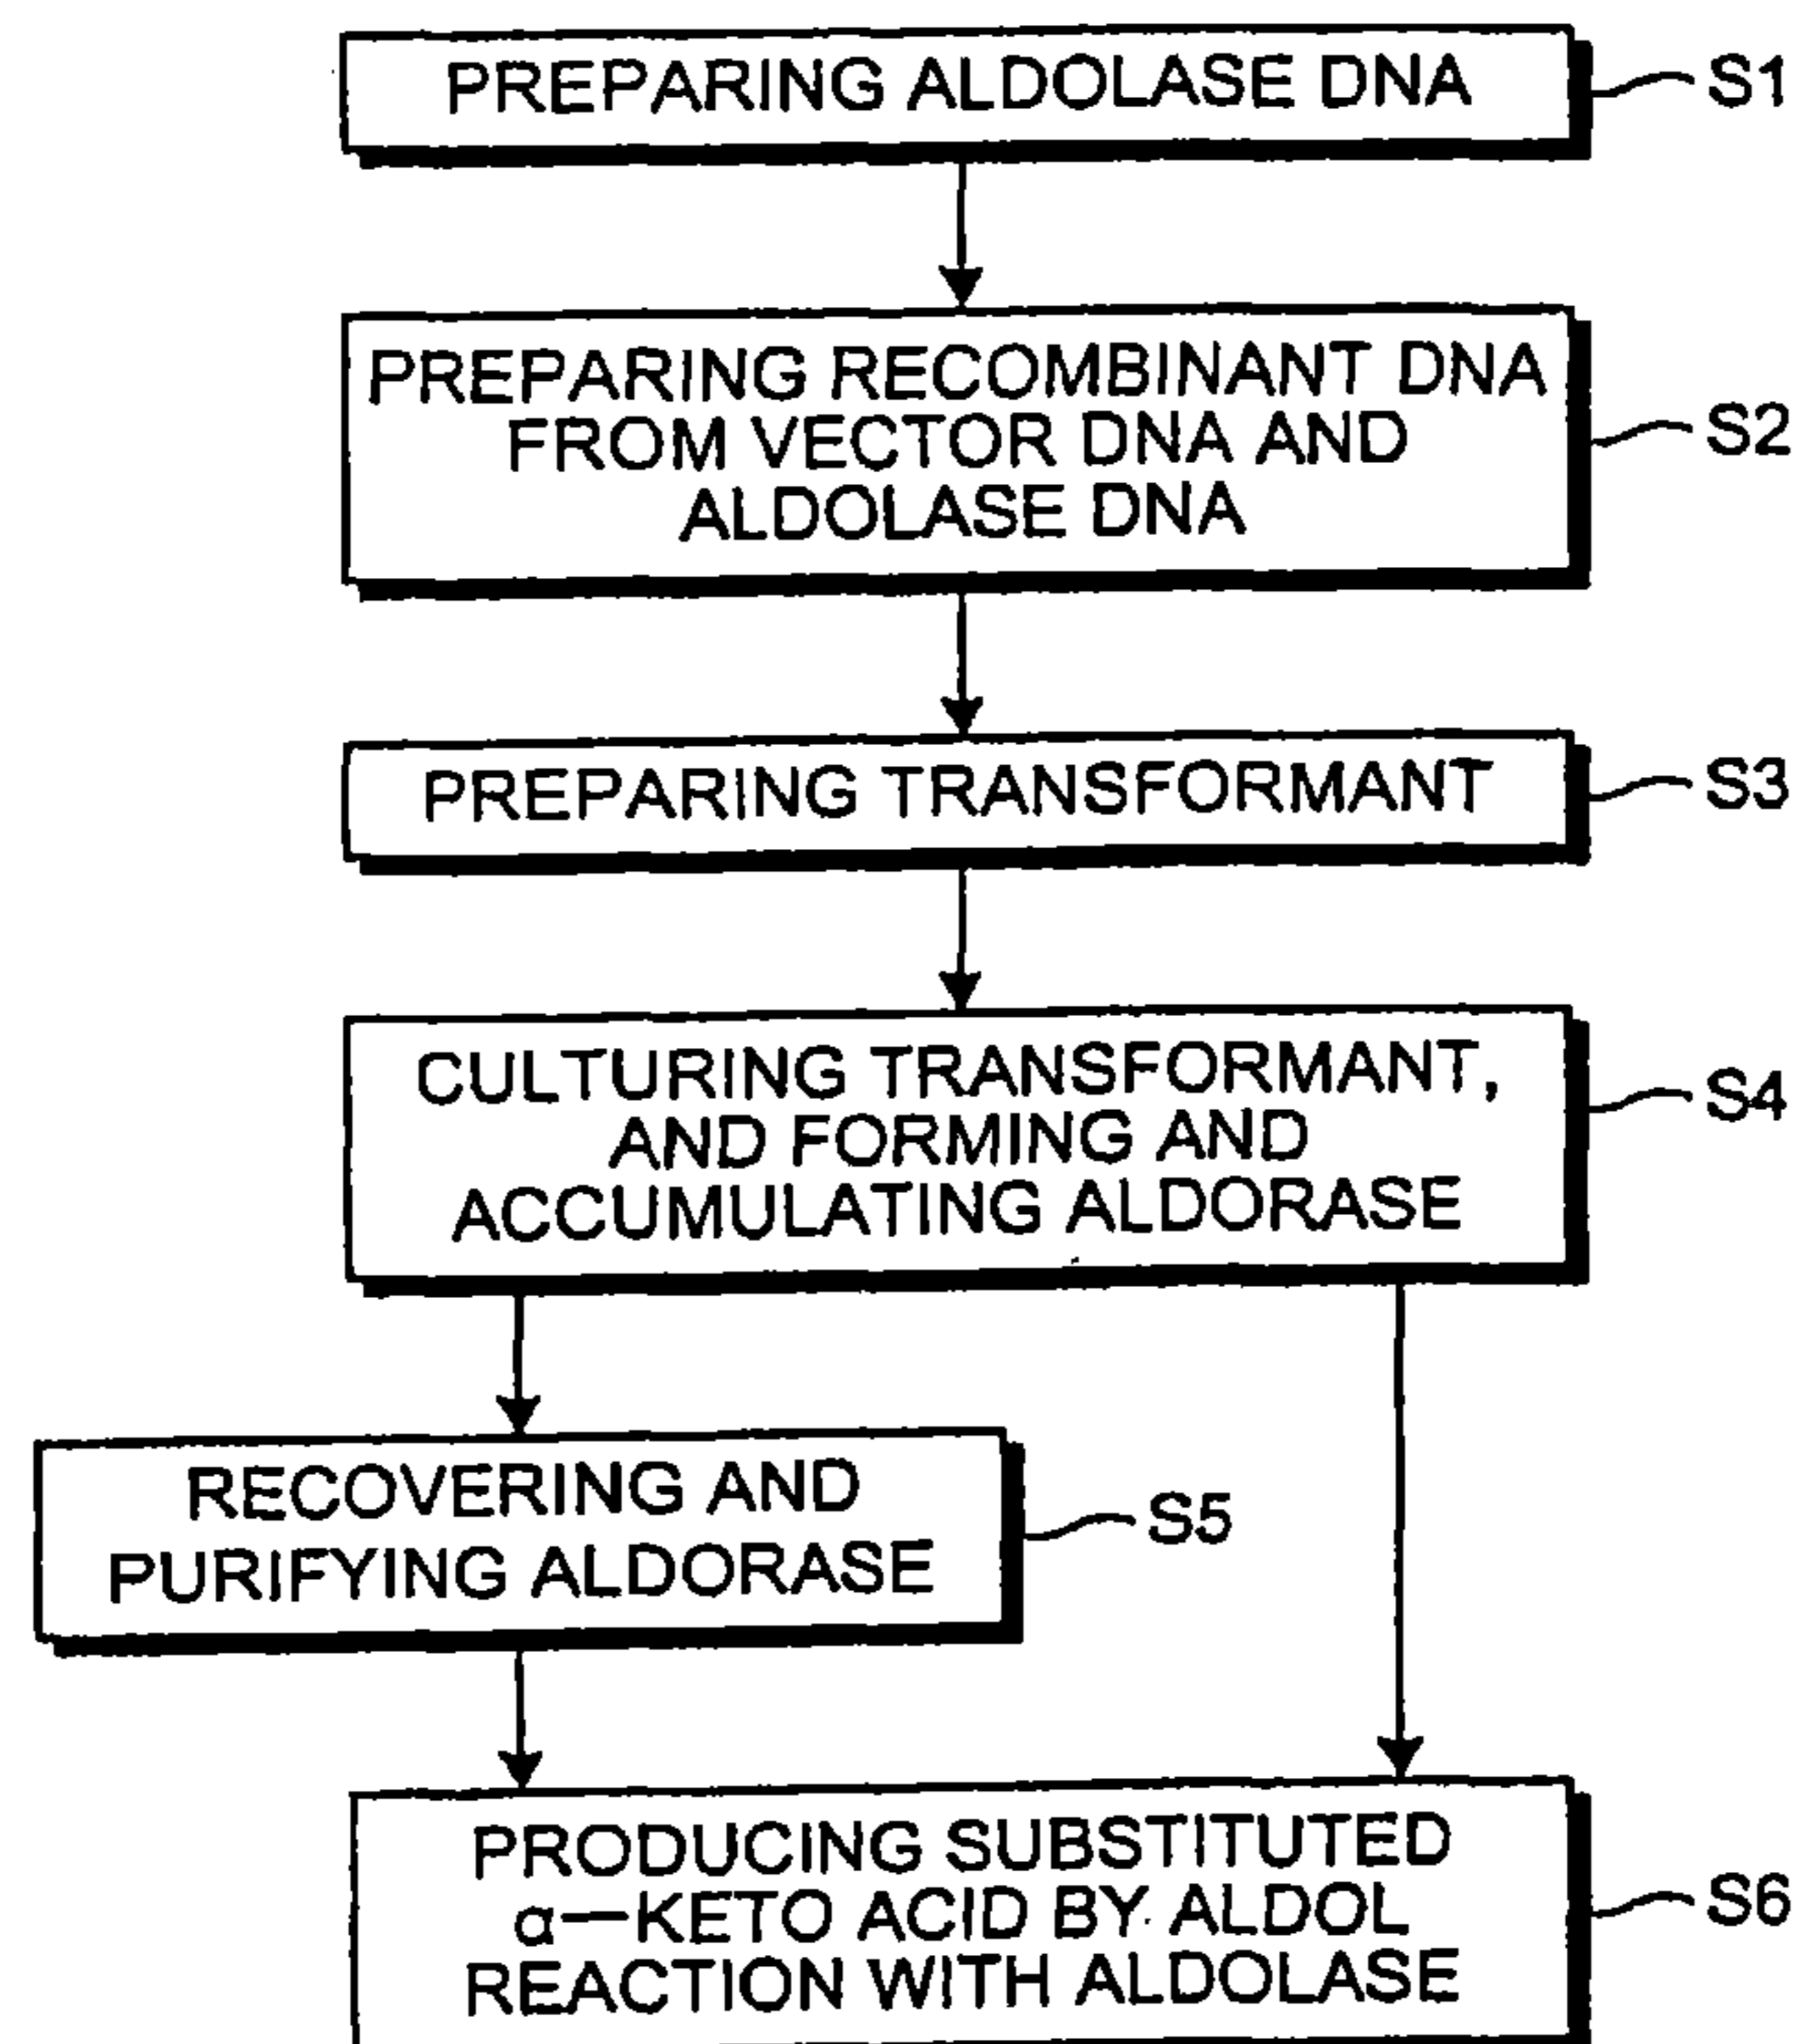 PREPARING ALDOLASE DNA
S1
PREPARING RECOMBINANT DNA
FROM VECTOR DNA AND
ALDOLASE DNA
S2
PREPARING TRANSFORMANT
S3
CULTURING TRANSFORMANT,
AND FORMING AND
ACCUMULATING ALDORASE
S4
RECOVERING AND
PURIFYING ALDORASE
S5
PRODUCING SUBSTITUTED
α—KETO ACID BY ALDOL
REACTION WITH ALDOLASE
S6